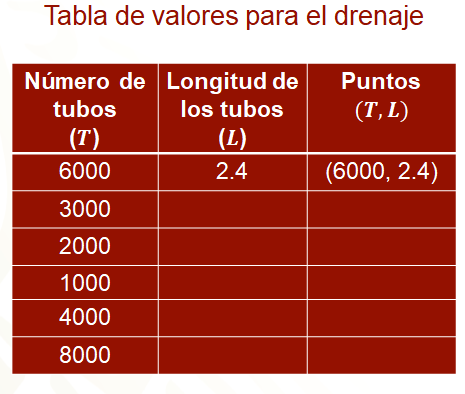 Tabla de valores para el drenaje
Número de tubos (T) Longitud de los tubos (L) Puntos (T, L)
6000 2.4 (6000, 2.4)
3000
2000
1000
4000
8000